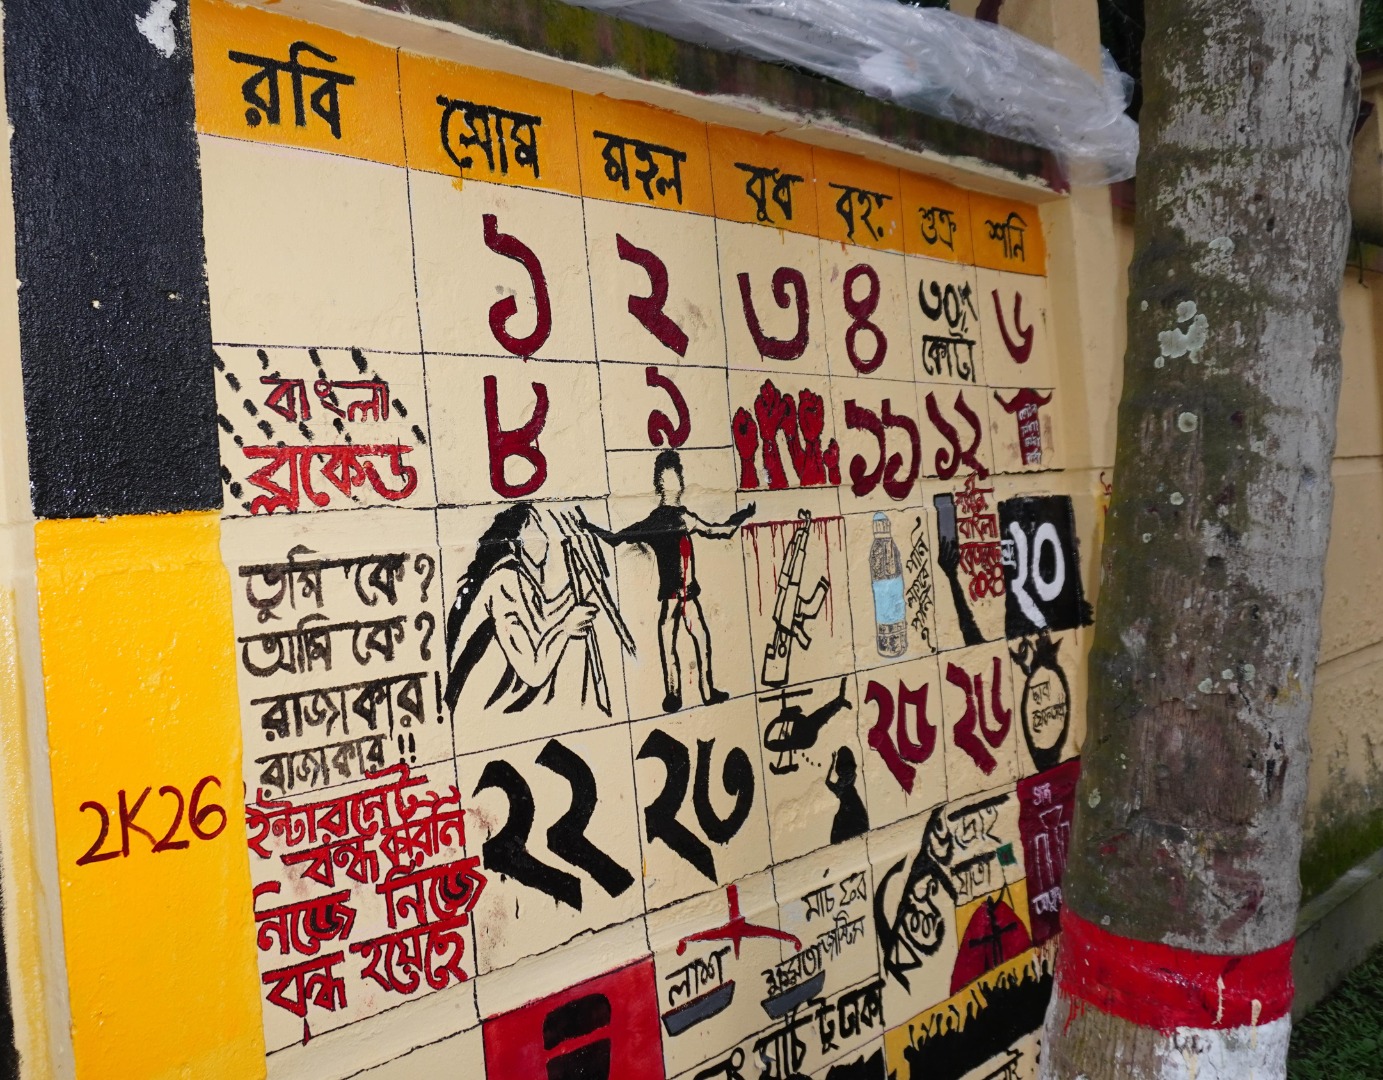 রবি সোম মঙ্গল বুধ বৃহঃ শুক্র শনি
১ ২ ৩ ৪ ৩০% কোটা ৬
বাংলা
ব্লকেড
৮ ৯ ১১ ১২
তুমি কে?
আমি কে?
রাজাকার!
রাজাকার!!
পানি
লাগবে
পানি?
২০
ইন্টারনেট
বন্ধ করিনি
নিজে নিজে
বন্ধ হয়েছে
২২ ২৩ ২৫ ২৬
2K26
লাশ
মার্চ ফর
জাস্টিস
বিক্ষোভ
দ্রোহ
যাত্রা
মার্চ টু ঢাকা